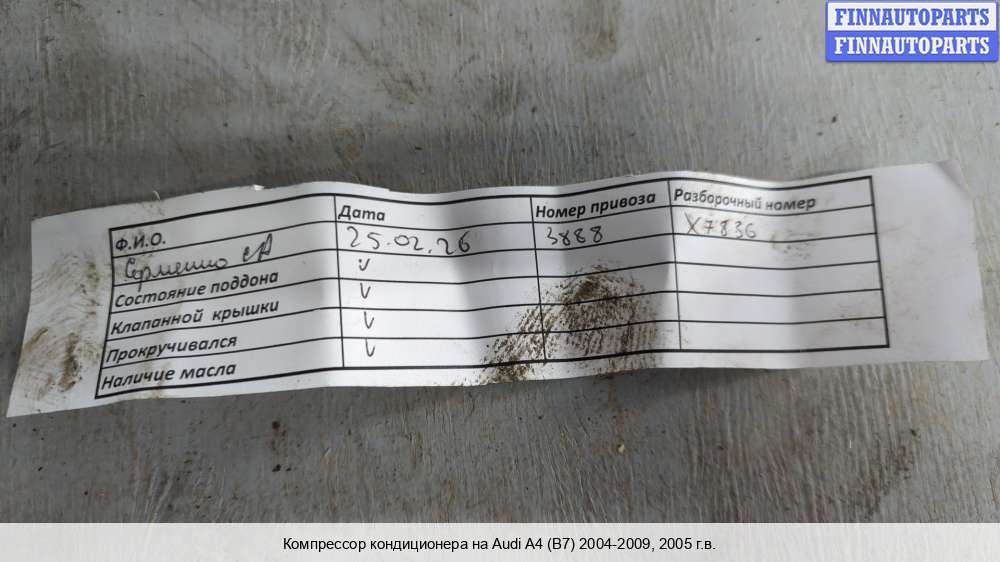 FINNAUTOPARTS
FINNAUTOPARTS
Ф.И.О. Дата Номер привоза Разборочный номер
25.02.26 3888 X7836
Состояние поддона
Клапанной крышки
Прокручивался
Наличие масла
Компрессор кондиционера на Audi A4 (B7) 2004-2009, 2005 г.в.